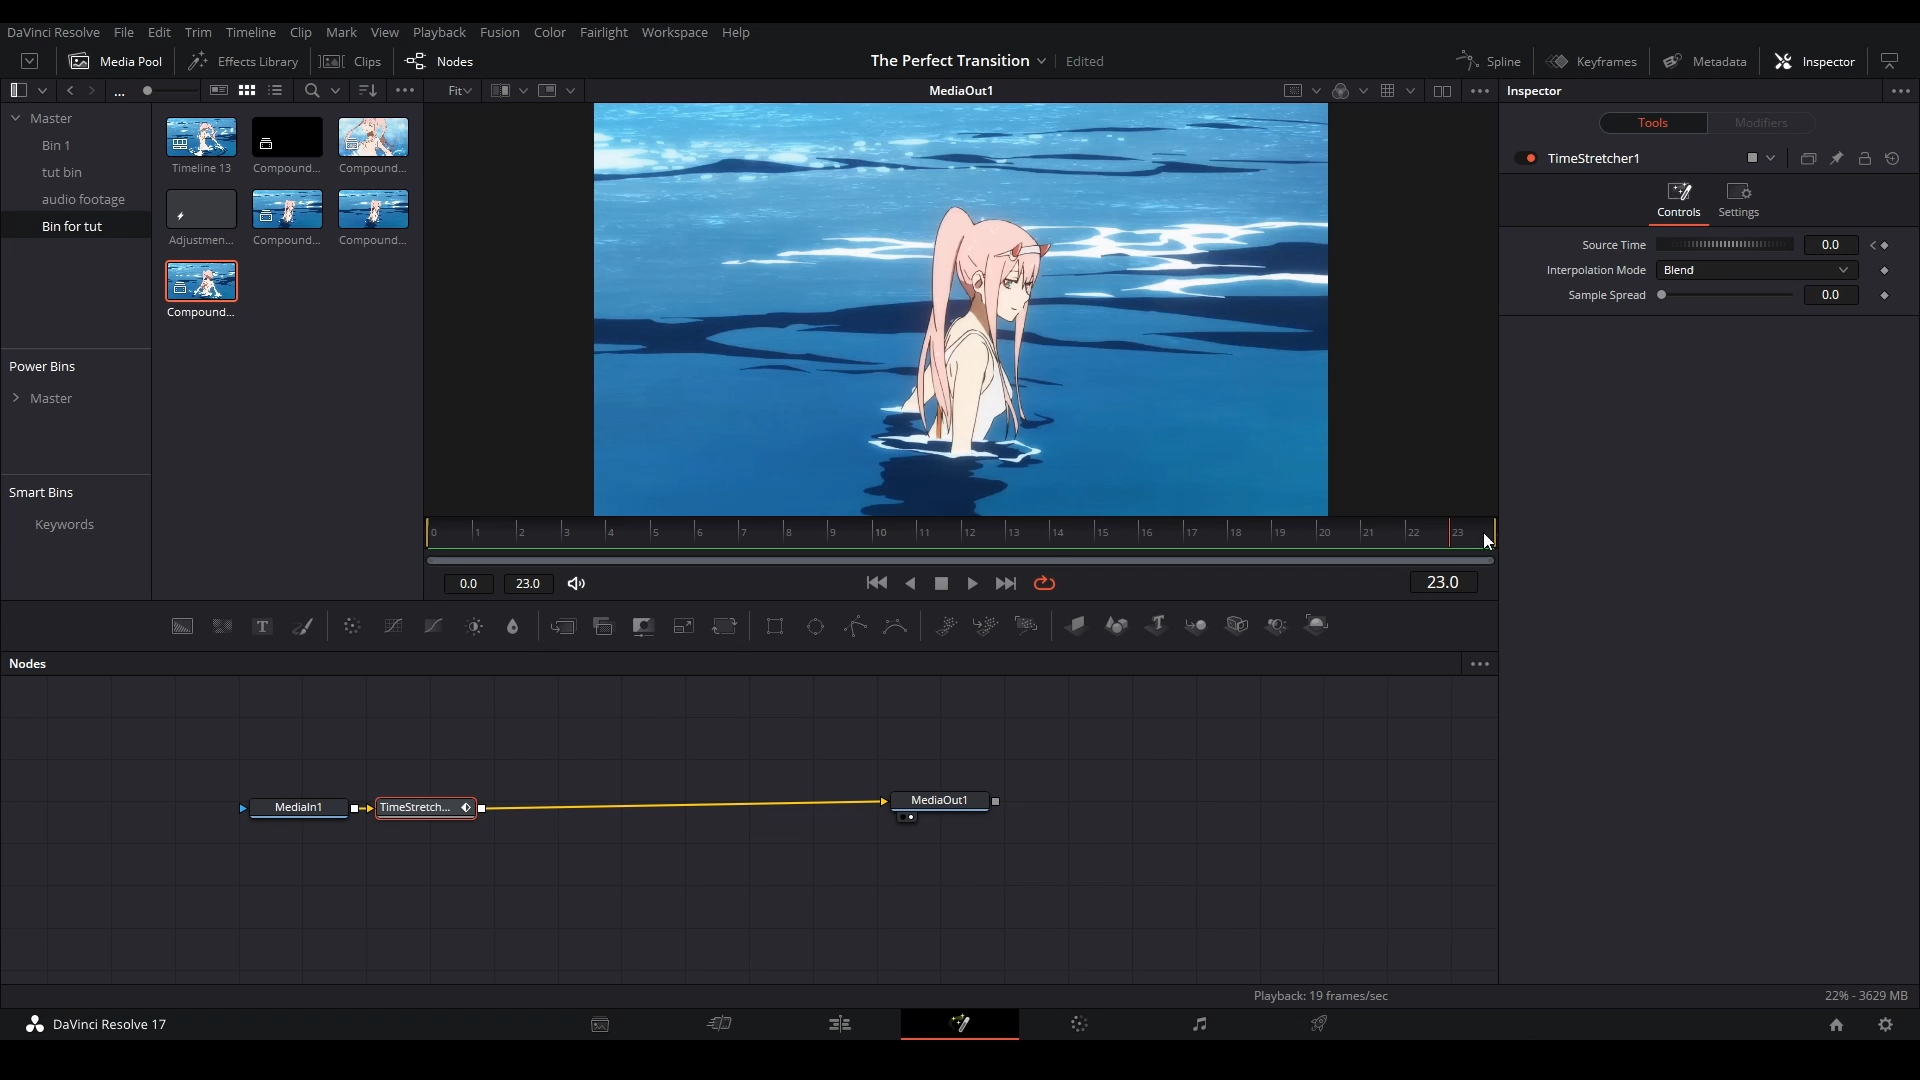 DaVinci Resolve File Edit Trim Timeline Clip Mark View Playback Fusion Color Fairlight Workspace Help
Media Pool Effects Library Clips Nodes The Perfect Transition Edited Spline Keyframes Metadata Inspector
... Fit MediaOut1 Inspector
Master
Bin 1
tut bin
audio footage
Bin for tut
Power Bins
Master
Smart Bins
Keywords
Timeline 13 Compound... Compound...
Adjustmen... Compound... Compound...
Compound...
Tools Modifiers
TimeStretcher1
Controls Settings
Source Time 0.0
Interpolation Mode Blend
Sample Spread 0.0
0 1 2 3 4 5 6 7 8 9 10 11 12 13 14 15 16 17 18 19 20 21 22 23
0.0 23.0 23.0
T
Nodes
MediaIn1 TimeStretch... MediaOut1
Playback: 19 frames/sec 22% - 3629 MB
DaVinci Resolve 17